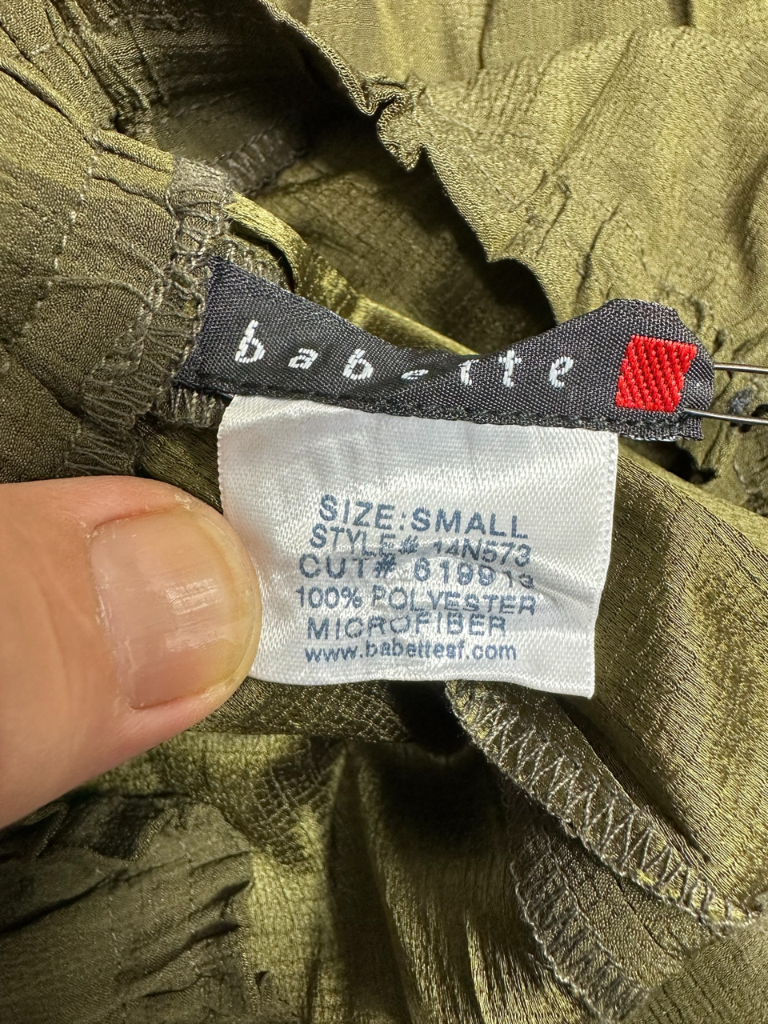 babette
SIZE:SMALL
STYLE# 14N573
CUT# 619913
100% POLYESTER
MICROFIBER
www.babettesf.com